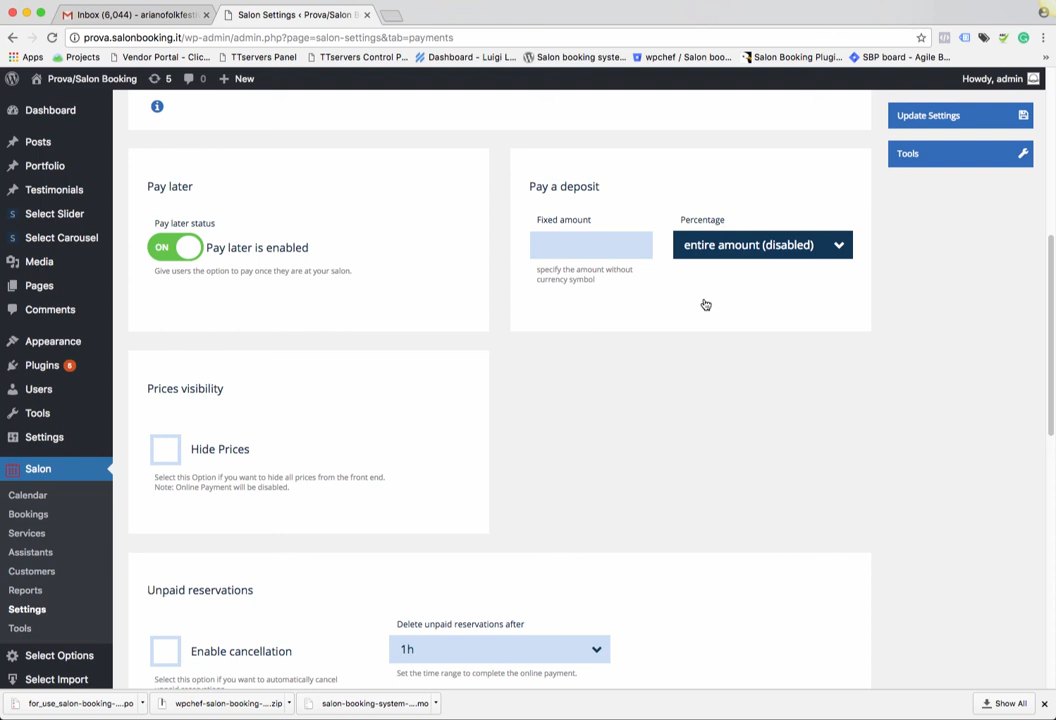 Inbox (6,044) - arianofolkfesti
Salon Settings ‹ Prova/Salon B
prova.salonbooking.it/wp-admin/admin.php?page=salon-settings&tab=payments
Apps
Projects
Vendor Portal - Clic...
TTservers Panel
TTservers Control P...
Dashboard - Luigi L...
Salon booking syste...
wpchef / Salon boo...
Salon Booking Plugi...
SBP board - Agile B...
»
Prova/Salon Booking
5
0
New
Howdy, admin
Dashboard
Posts
Portfolio
Testimonials
Select Slider
Select Carousel
Media
Pages
Comments
Appearance
Plugins 5
Users
Tools
Settings
Salon
Calendar
Bookings
Services
Assistants
Customers
Reports
Settings
Tools
Select Options
Select Import
Update Settings
Tools
Pay later
Pay later status
ON
Pay later is enabled
Give users the option to pay once they are at your salon.
Pay a deposit
Fixed amount
specify the amount without
currency symbol
Percentage
entire amount (disabled)
Prices visibility
Hide Prices
Select this Option if you want to hide all prices from the front end.
Note: Online Payment will be disabled.
Unpaid reservations
Enable cancellation
Select this option if you want to automatically cancel
Delete unpaid reservations after
1h
Set the time range to complete the online payment.
for_use_salon-booking-....po
wpchef-salon-booking-....zip
salon-booking-system-....mo
Show All